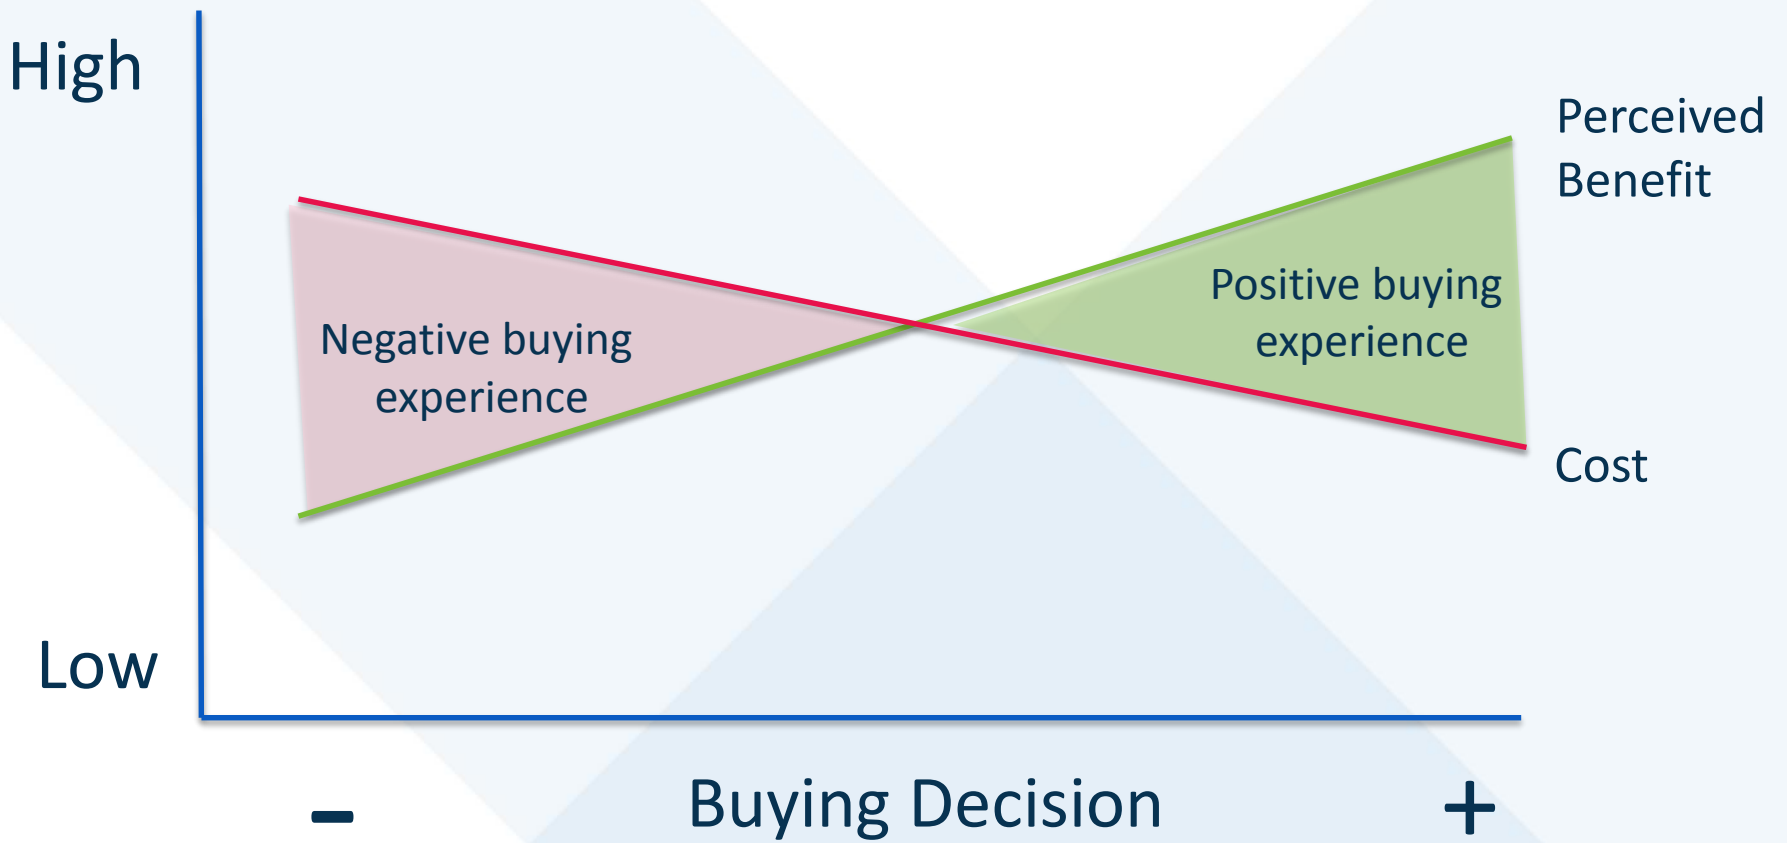 High
Perceived
Benefit
Positive buying
experience
Negative buying
experience
Cost
Low
-
Buying Decision
+